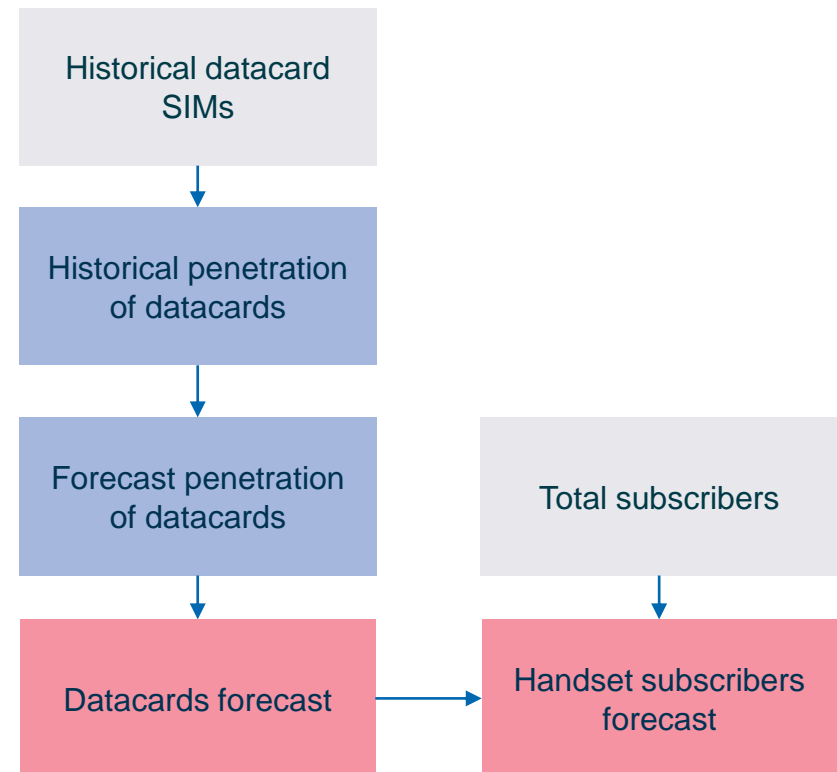 Historical datacard
SIMs
Historical penetration
of datacards
Forecast penetration
of datacards
Total subscribers
Datacards forecast
Handset subscribers
forecast